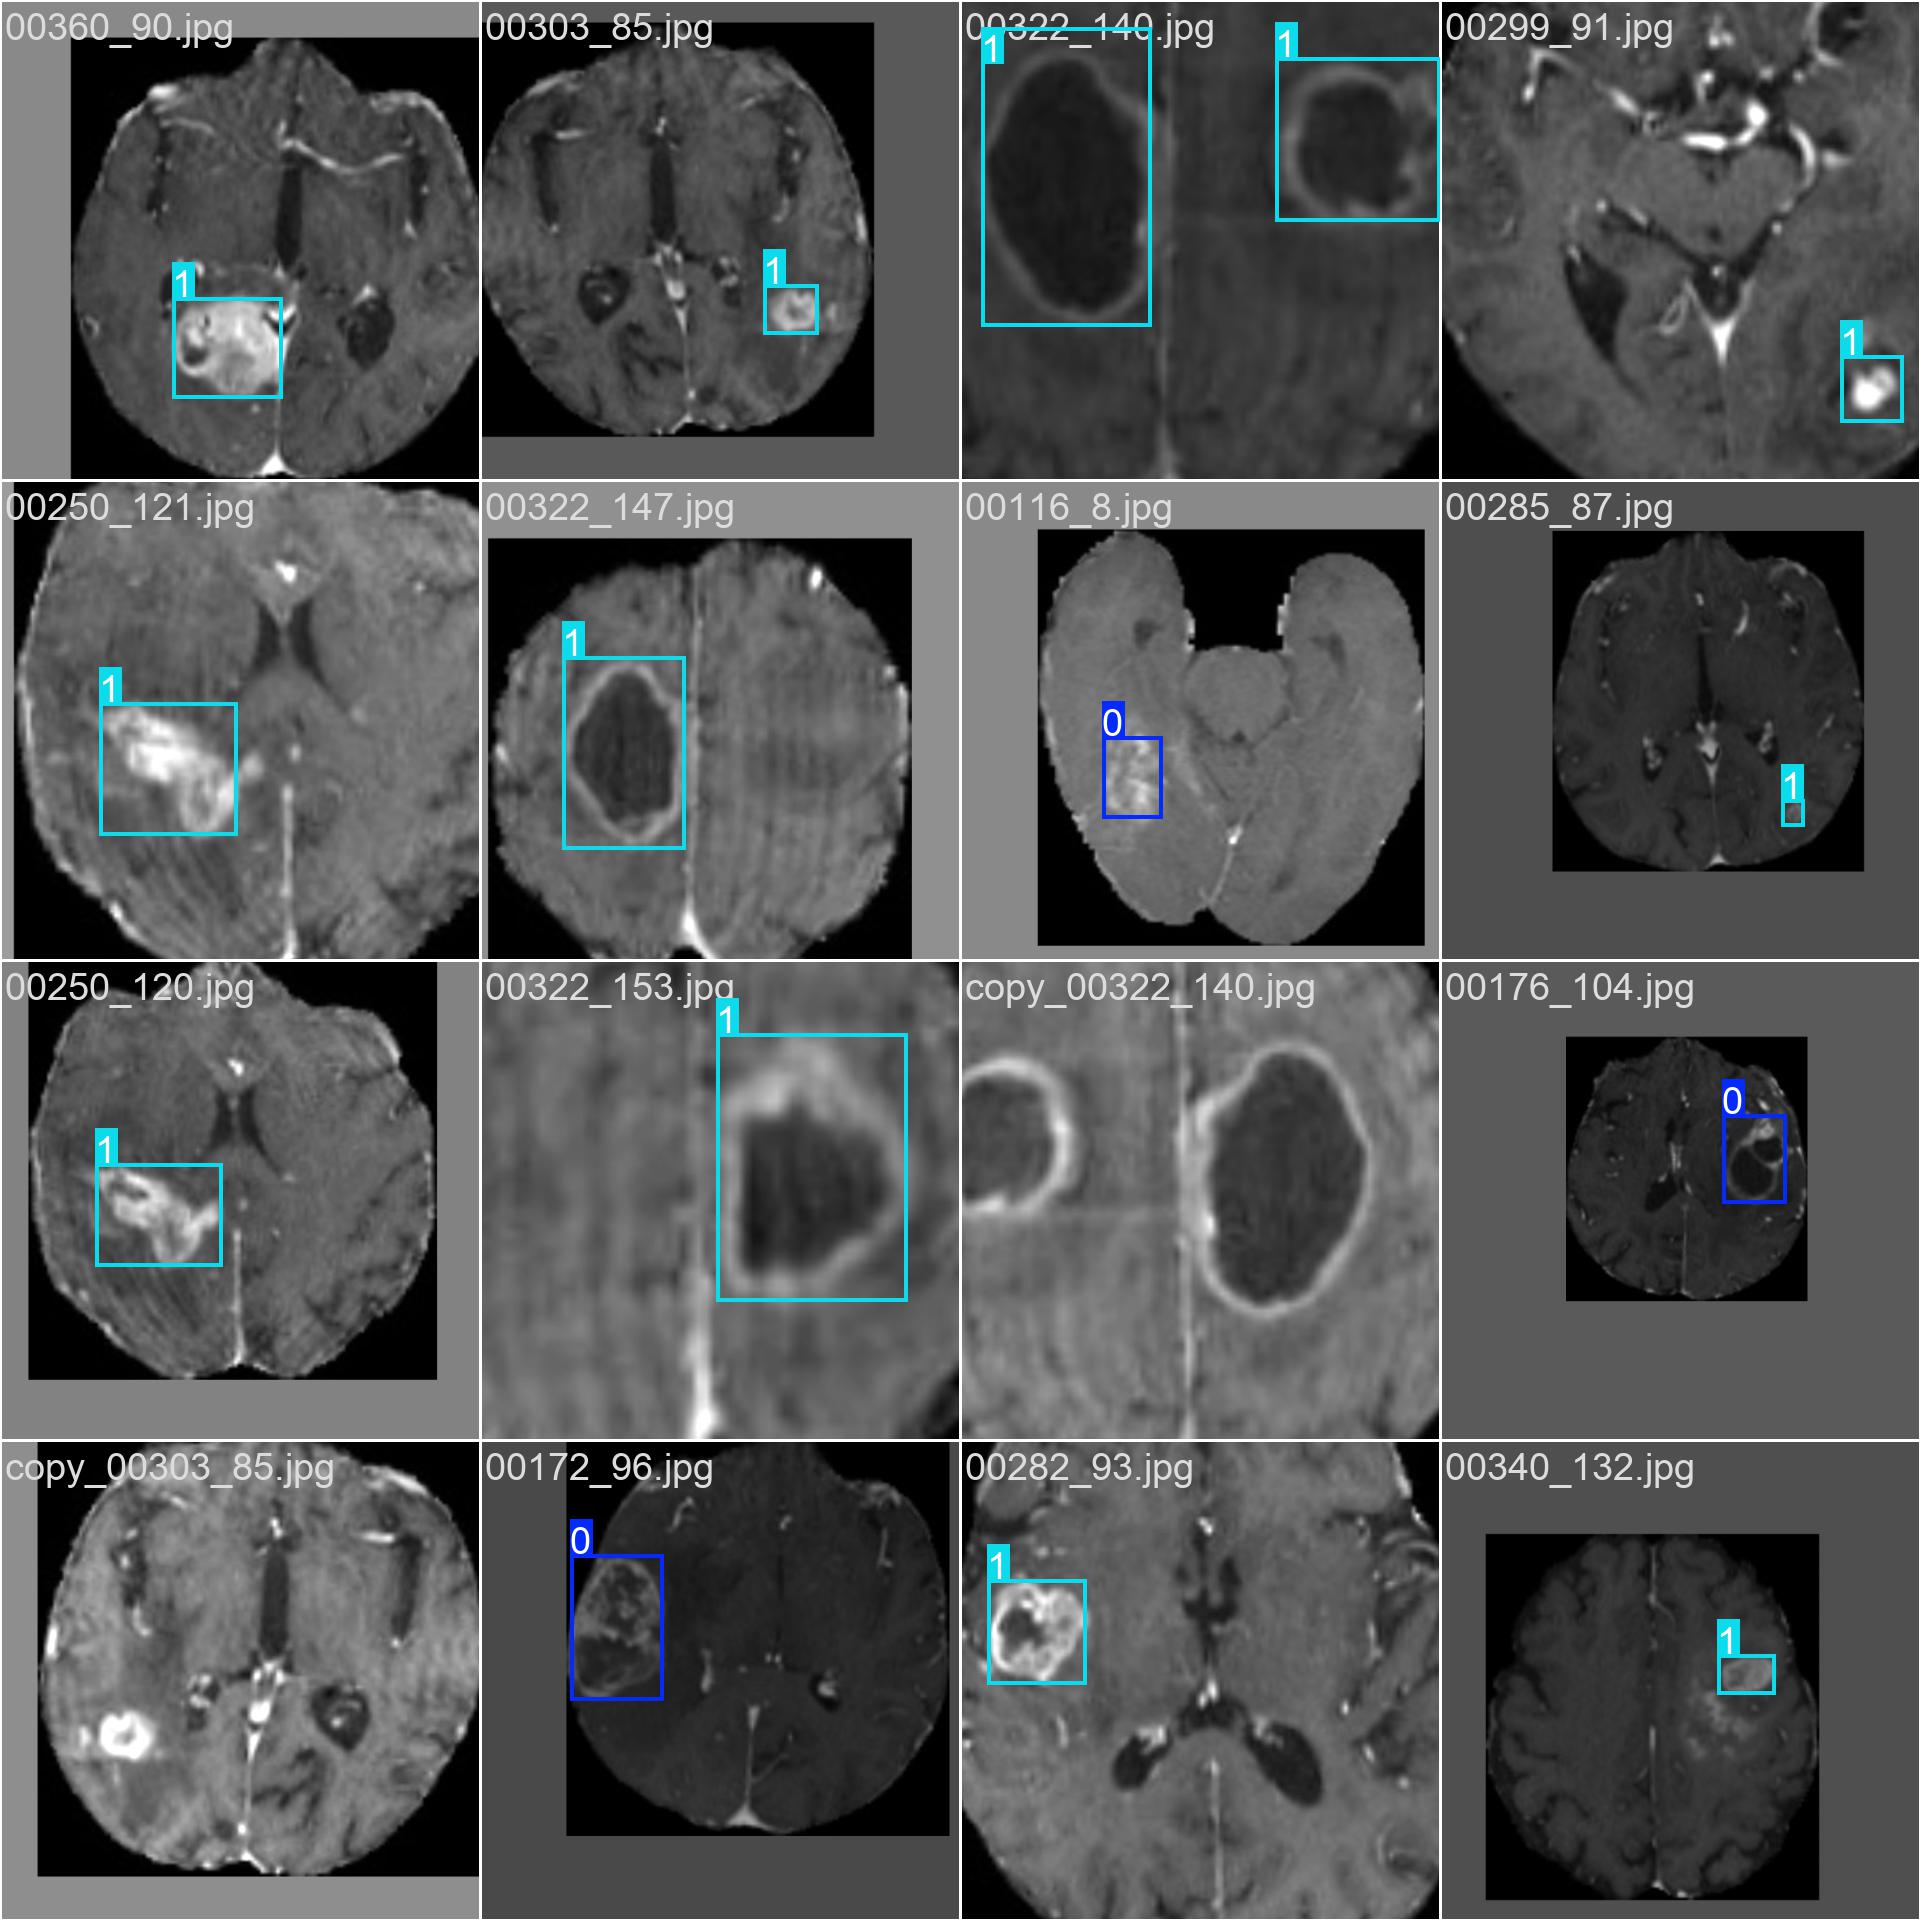 00360_90.jpg
00303_85.jpg
00322_140.jpg
00299_91.jpg
1
1
1
1
1
00250_121.jpg
00322_147.jpg
00116_8.jpg
00285_87.jpg
1
1
0
1
00250_120.jpg
00322_153.jpg
copy_00322_140.jpg
00176_104.jpg
1
1
0
copy_00303_85.jpg
00172_96.jpg
00282_93.jpg
00340_132.jpg
0
1
1